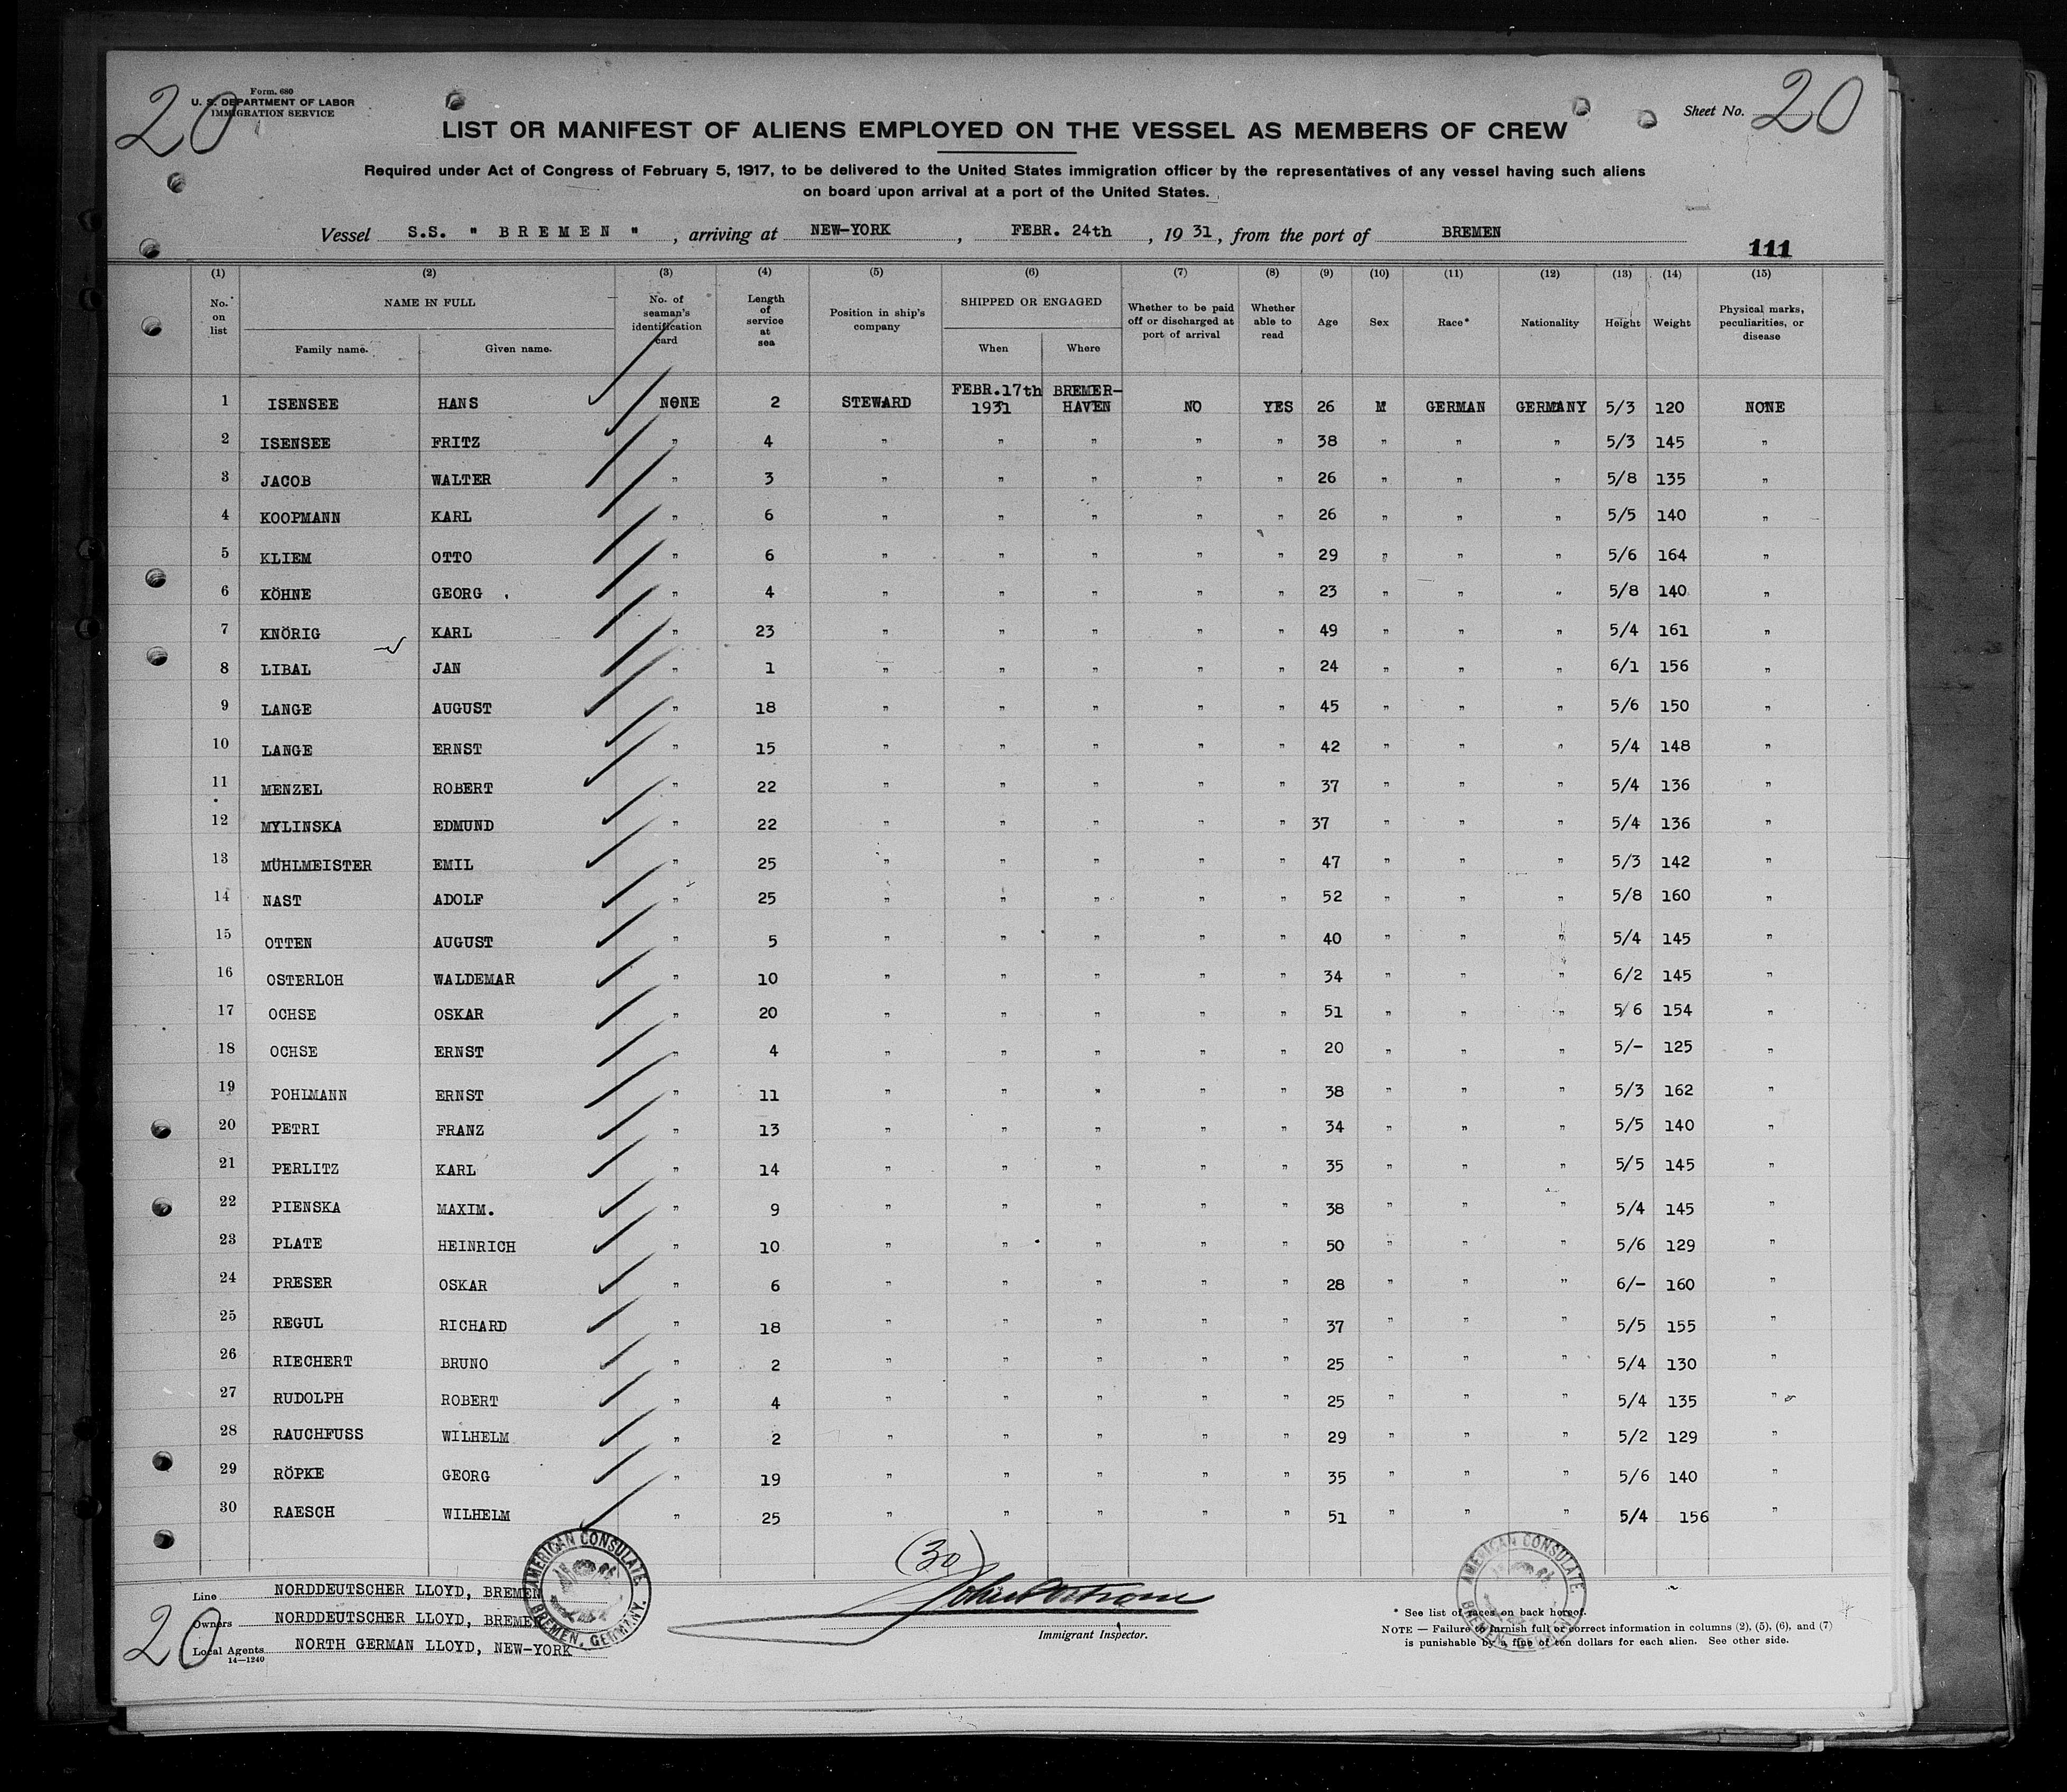 20
Form. 680
U. S. DEPARTMENT OF LABOR
IMMIGRATION SERVICE
Sheet No. 20
LIST OR MANIFEST OF ALIENS EMPLOYED ON THE VESSEL AS MEMBERS OF CREW
Required under Act of Congress of February 5, 1917, to be delivered to the United States immigration officer by the representatives of any vessel having such aliens
on board upon arrival at a port of the United States.
Vessel S.S. " BREMEN ", arriving at NEW-YORK, FEBR. 24th, 1931, from the port of BREMEN
111
(1) (2) (3) (4) (5) (6) (7) (8) (9) (10) (11) (12) (13) (14) (15)
No. on list NAME IN FULL Family name. Given name. No. of seaman's identification card Length of service at sea Position in ship's company SHIPPED OR ENGAGED When Where Whether to be paid off or discharged at port of arrival Whether able to read Age Sex Race* Nationality Height Weight Physical marks, peculiarities, or disease
1 ISENSEE HANS NONE 2 STEWARD FEBR.17th 1931 BREMER-HAVEN NO YES 26 M GERMAN GERMANY 5/3 120 NONE
2 ISENSEE FRITZ " 4 " " " " " 38 " " " 5/3 145 "
3 JACOB WALTER " 3 " " " " " 26 " " " 5/8 135 "
4 KOOPMANN KARL " 6 " " " " " 26 " " " 5/5 140 "
5 KLIEM OTTO " 6 " " " " " 29 " " " 5/6 164 "
6 KÖHNE GEORG " 4 " " " " " 23 " " " 5/8 140 "
7 KNÖRIG KARL " 23 " " " " " 49 " " " 5/4 161 "
8 LIBAL JAN " 1 " " " " " 24 " " " 6/1 156 "
9 LANGE AUGUST " 18 " " " " " 45 " " " 5/6 150 "
10 LANGE ERNST " 15 " " " " " 42 " " " 5/4 148 "
11 MENZEL ROBERT " 22 " " " " " 37 " " " 5/4 136 "
12 MYLINSKA EDMUND " 22 " " " " " 37 " " " 5/4 136 "
13 MÜHLMEISTER EMIL " 25 " " " " " 47 " " " 5/3 142 "
14 NAST ADOLF " 25 " " " " " 52 " " " 5/8 160 "
15 OTTEN AUGUST " 5 " " " " " 40 " " " 5/4 145 "
16 OSTERLOH WALDEMAR " 10 " " " " " 34 " " " 6/2 145 "
17 OCHSE OSKAR " 20 " " " " " 51 " " " 5/6 154 "
18 OCHSE ERNST " 4 " " " " " 20 " " " 5/- 125 "
19 POHLMANN ERNST " 11 " " " " " 38 " " " 5/3 162 "
20 PETRI FRANZ " 13 " " " " " 34 " " " 5/5 140 "
21 PERLITZ KARL " 14 " " " " " 35 " " " 5/5 145 "
22 PIENSKA MAXIM. " 9 " " " " " 38 " " " 5/4 145 "
23 PLATE HEINRICH " 10 " " " " " 50 " " " 5/6 129 "
24 PRESER OSKAR " 6 " " " " " 28 " " " 6/- 160 "
25 REGUL RICHARD " 18 " " " " " 37 " " " 5/5 155 "
26 RIECHERT BRUNO " 2 " " " " " 25 " " " 5/4 130 "
27 RUDOLPH ROBERT " 4 " " " " " 25 " " " 5/4 135 "
28 RAUCHFUSS WILHELM " 2 " " " " " 29 " " " 5/2 129 "
29 RÖPKE GEORG " 19 " " " " " 35 " " " 5/6 140 "
30 RAESCH WILHELM " 25 " " " " " 51 " " " 5/4 156 "
(30)
Line NORDDEUTSCHER LLOYD, BREMEN
Owners NORDDEUTSCHER LLOYD, BREMEN
Local Agents NORTH GERMAN LLOYD, NEW-YORK
14—1240
20
AMERICAN CONSULATE BREMEN, GERMANY.
Immigrant Inspector.
AMERICAN CONSULATE BREMEN, GERMANY.
* See list of races on back hereof.
NOTE — Failure to furnish full or correct information in columns (2), (5), (6), and (7)
is punishable by a fine of ten dollars for each alien. See other side.